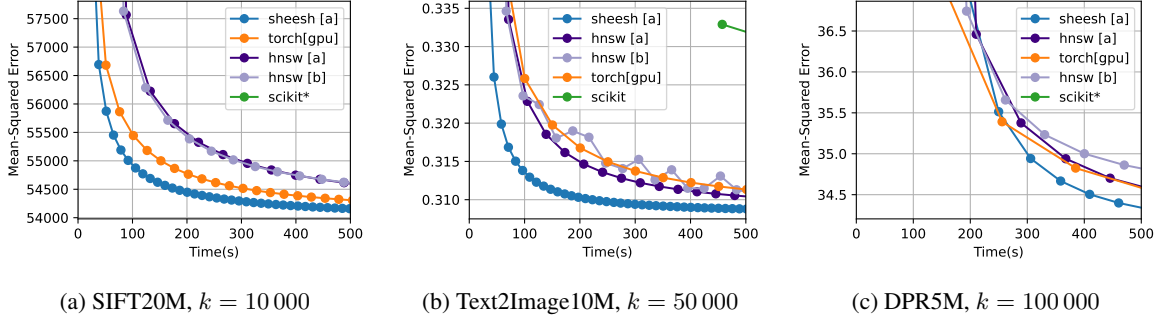 57500
57000
56500
56000
55500
55000
54500
54000
Mean-Squared Error
0 100 200 300 400 500
Time(s)
sheesh [a]
torch[gpu]
hnsw [a]
hnsw [b]
scikit*
(a) SIFT20M, k = 10 000
0.335
0.330
0.325
0.320
0.315
0.310
Mean-Squared Error
0 100 200 300 400 500
Time(s)
sheesh [a]
hnsw [a]
hnsw [b]
torch[gpu]
scikit
(b) Text2Image10M, k = 50 000
36.5
36.0
35.5
35.0
34.5
Mean-Squared Error
0 100 200 300 400 500
Time(s)
sheesh [a]
hnsw [a]
torch[gpu]
hnsw [b]
scikit*
(c) DPR5M, k = 100 000